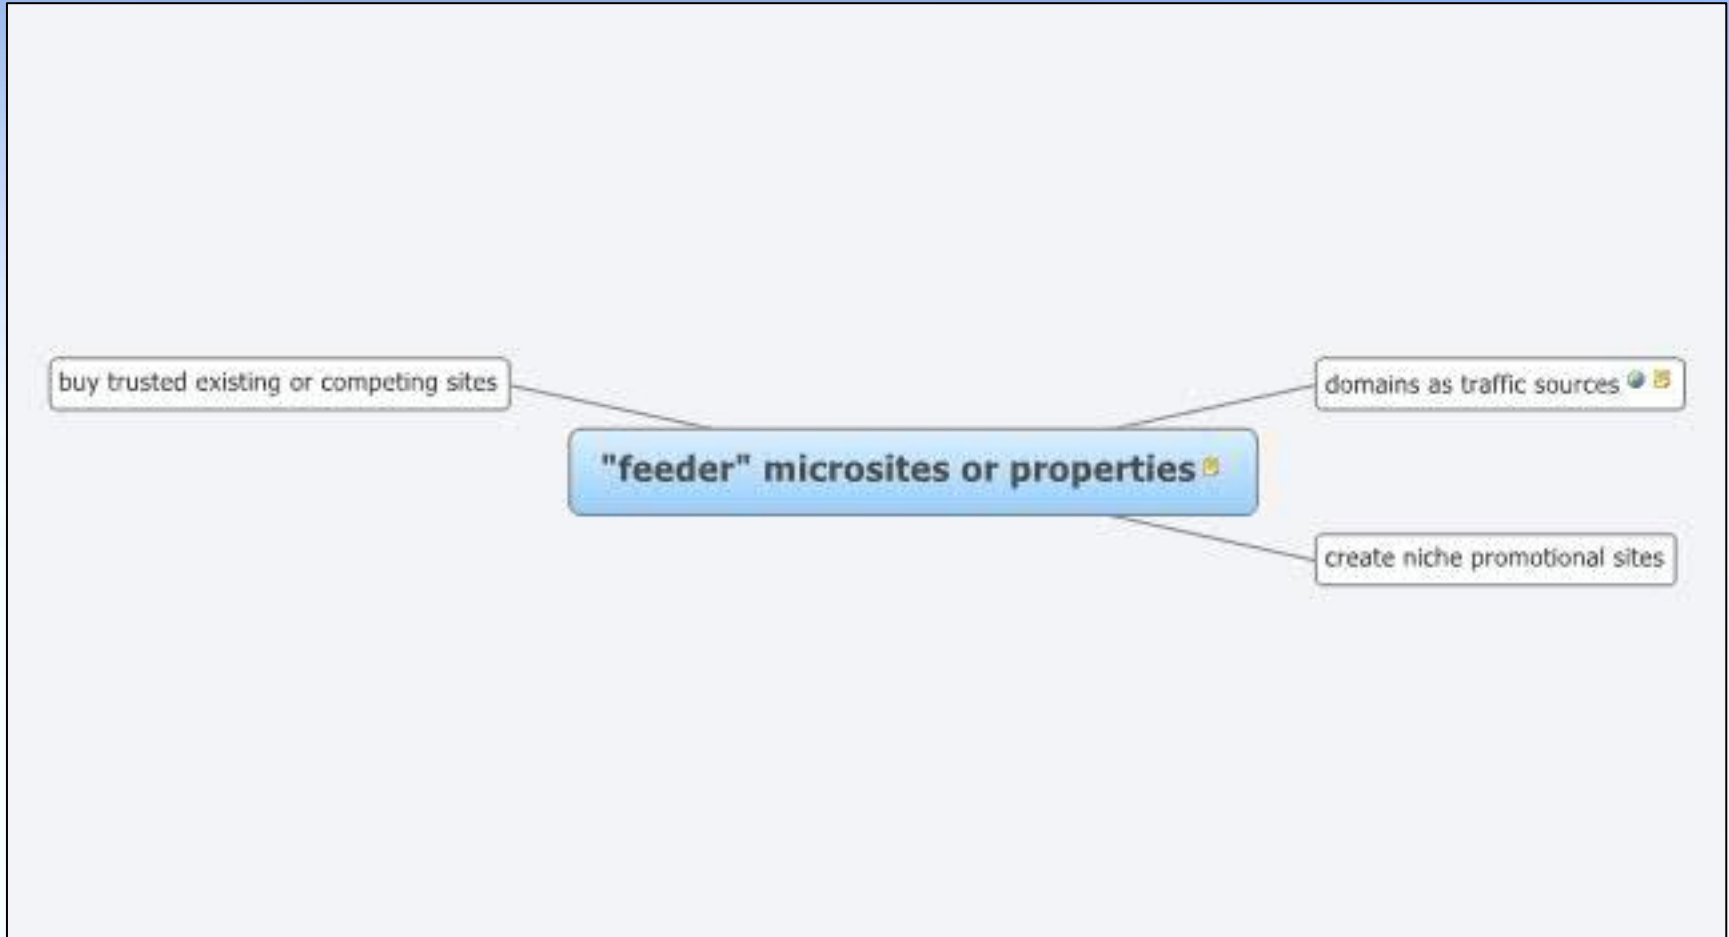 buy trusted existing or competing sites
domains as traffic sources
"feeder" microsites or properties
create niche promotional sites